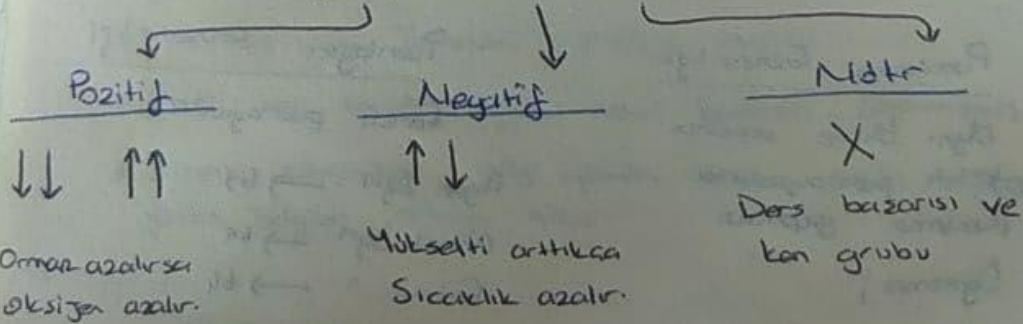 Pozitif
Negatif
Nötr
↓↓ ↑↑
↑↓
X
Orman azalırsa
oksijen azalır.
Yükselti arttıkça
Sıcaklık azalır.
Ders başarısı ve
kan grubu